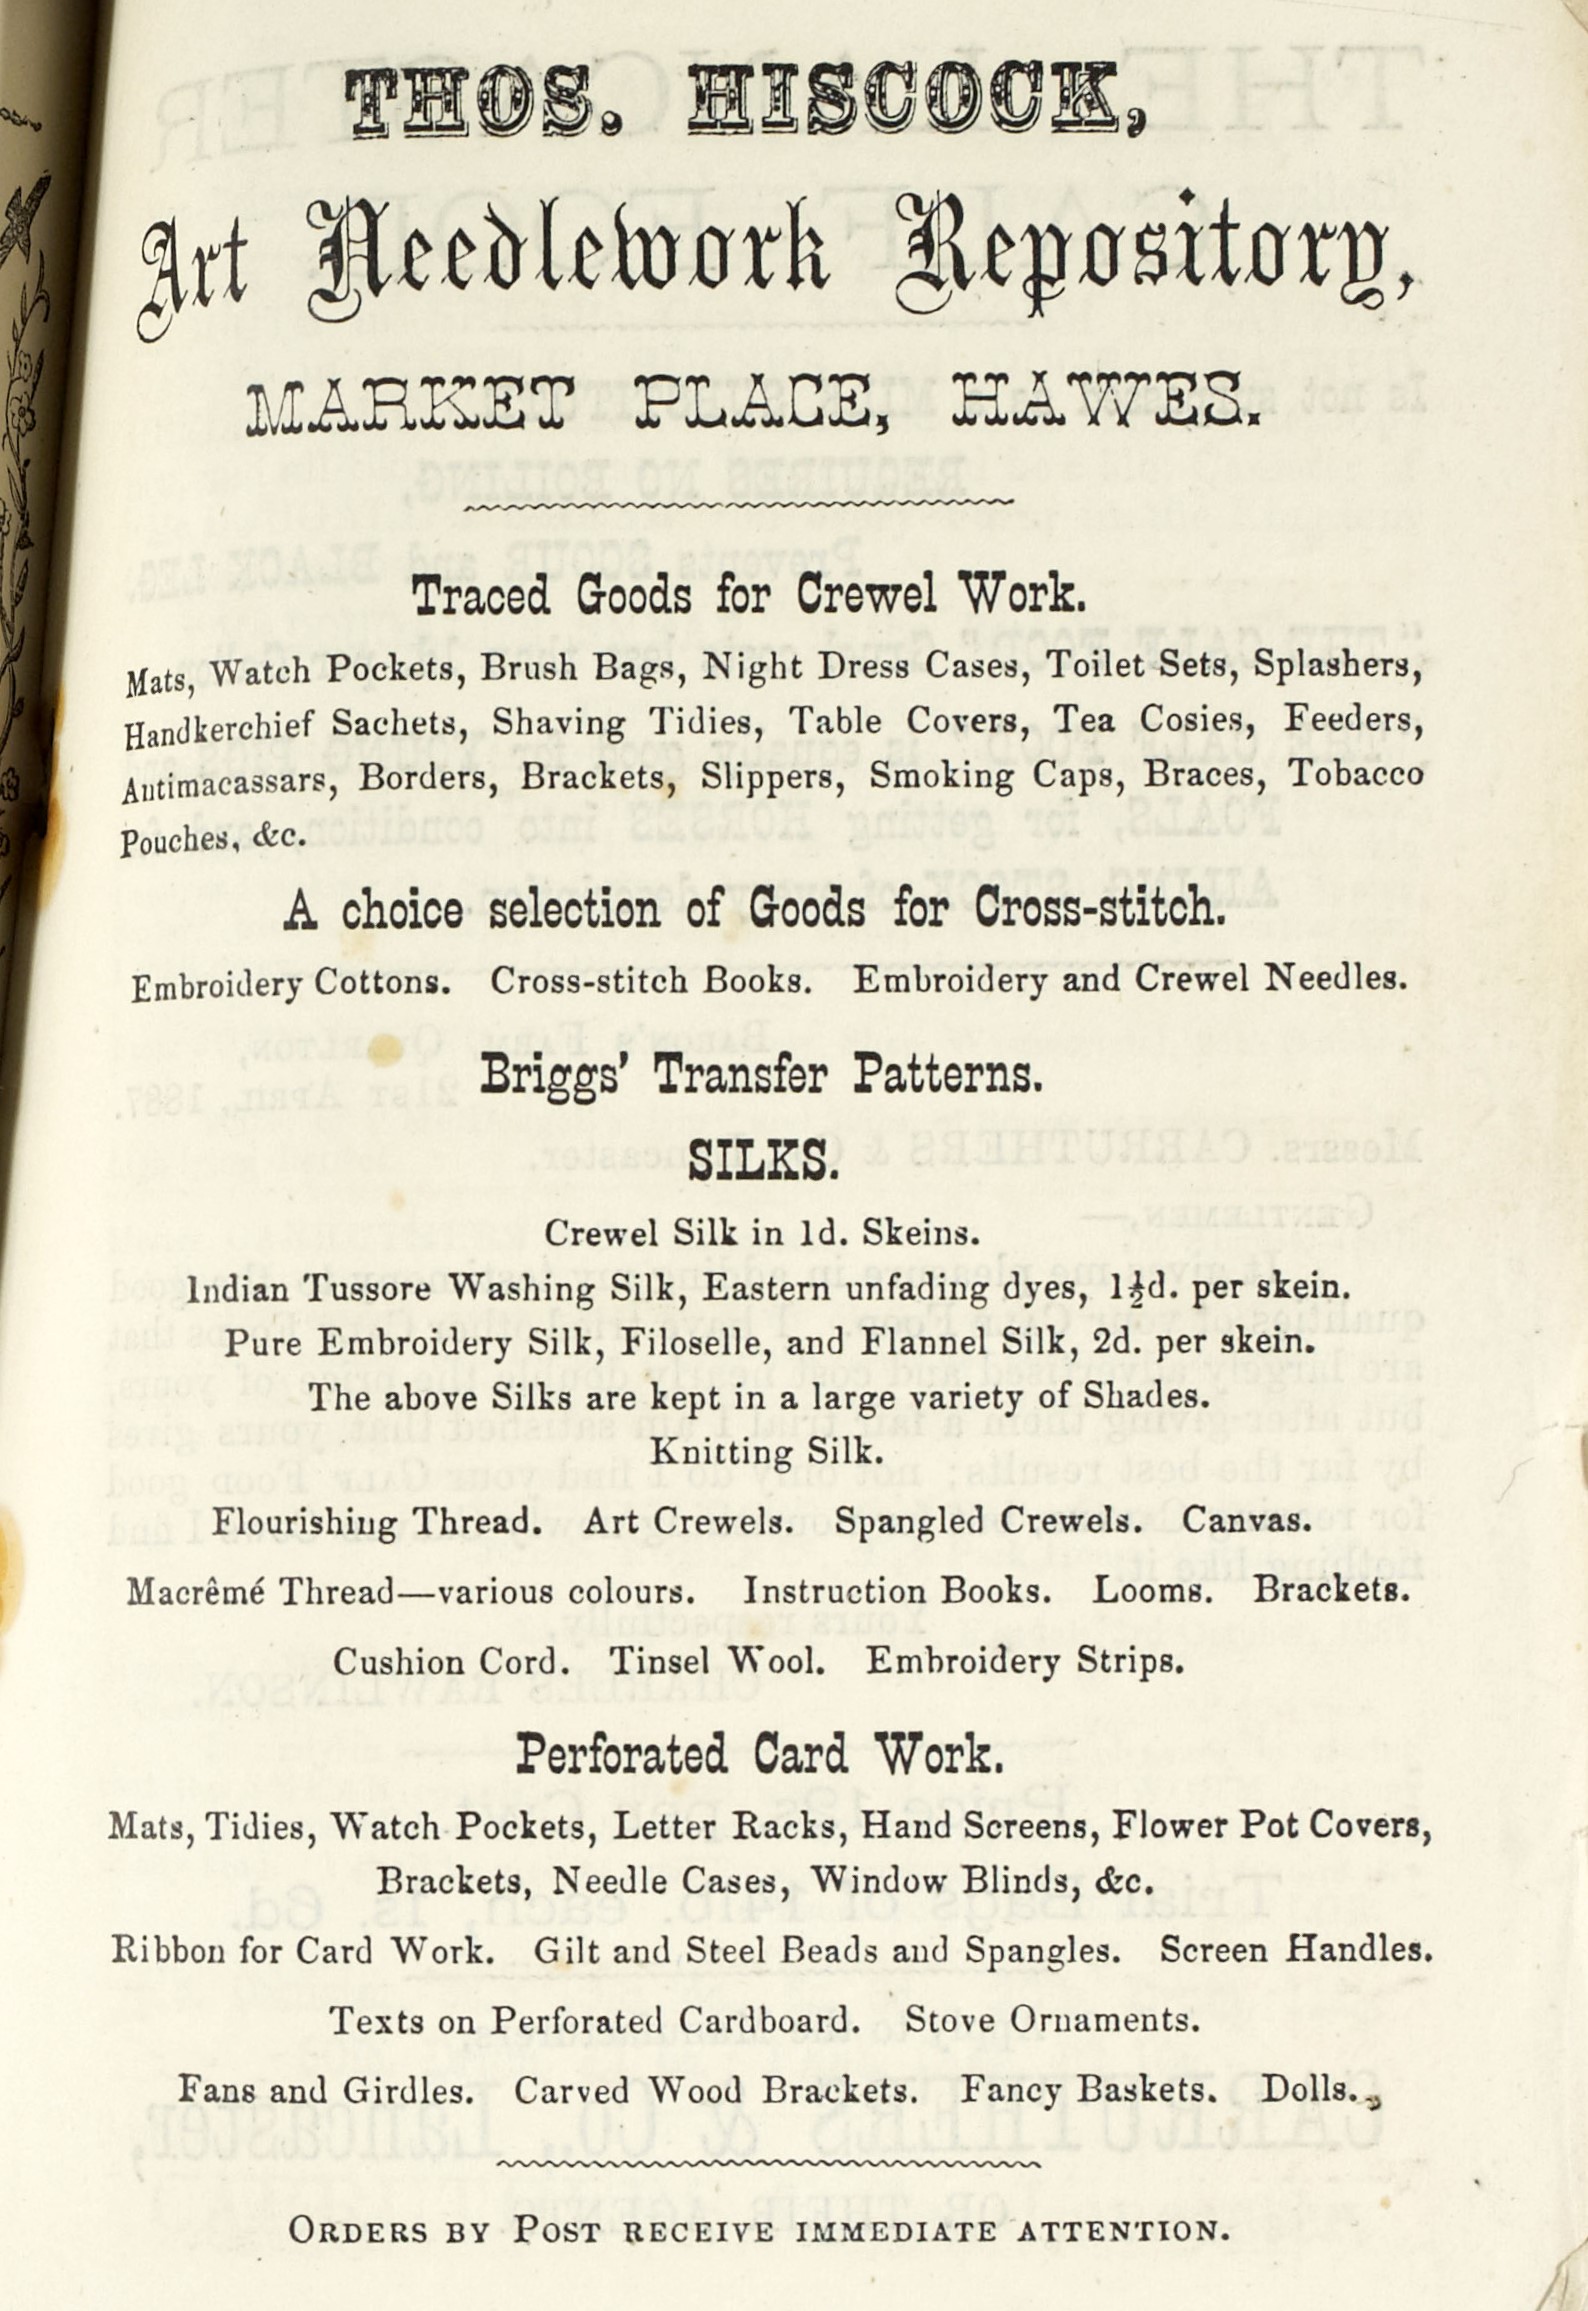 THOS. HISCOCK,
Art Needlework Repository,
MARKET PLACE, HAWES.
Traced Goods for Crewel Work.
Mats, Watch Pockets, Brush Bags, Night Dress Cases, Toilet Sets, Splashers,
Handkerchief Sachets, Shaving Tidies, Table Covers, Tea Cosies, Feeders,
Antimacassars, Borders, Brackets, Slippers, Smoking Caps, Braces, Tobacco
Pouches, &c.
A choice selection of Goods for Cross-stitch.
Embroidery Cottons. Cross-stitch Books. Embroidery and Crewel Needles.
Briggs' Transfer Patterns.
SILKS.
Crewel Silk in 1d. Skeins.
Indian Tussore Washing Silk, Eastern unfading dyes, 1½d. per skein.
Pure Embroidery Silk, Filoselle, and Flannel Silk, 2d. per skein.
The above Silks are kept in a large variety of Shades.
Knitting Silk.
Flourishing Thread. Art Crewels. Spangled Crewels. Canvas.
Macrêmé Thread—various colours. Instruction Books. Looms. Brackets.
Cushion Cord. Tinsel Wool. Embroidery Strips.
Perforated Card Work.
Mats, Tidies, Watch Pockets, Letter Racks, Hand Screens, Flower Pot Covers,
Brackets, Needle Cases, Window Blinds, &c.
Ribbon for Card Work. Gilt and Steel Beads and Spangles. Screen Handles.
Texts on Perforated Cardboard. Stove Ornaments.
Fans and Girdles. Carved Wood Brackets. Fancy Baskets. Dolls.
ORDERS BY POST RECEIVE IMMEDIATE ATTENTION.